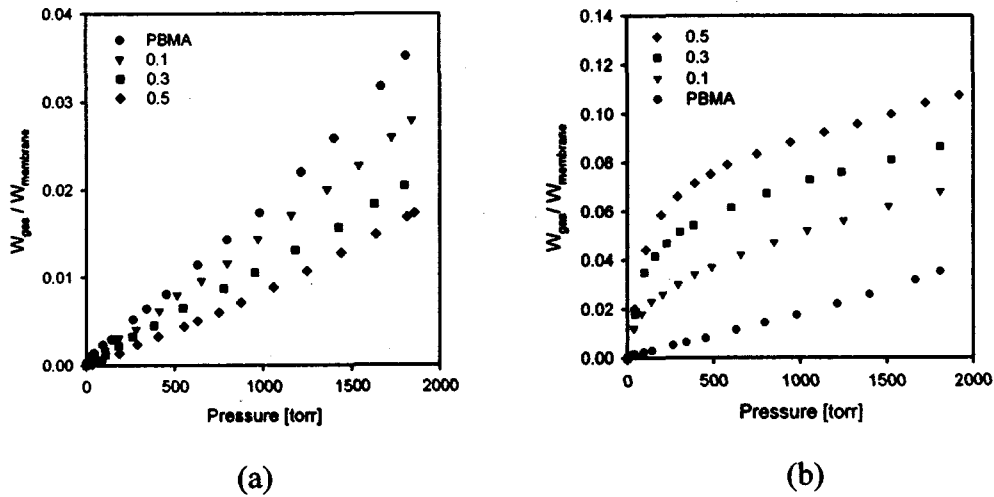 0.04
0.03
0.02
0.01
0.00
W_gas / W_membrane
PBMA
0.1
0.3
0.5
0 500 1000 1500 2000
Pressure [torr]
(a)
0.14
0.12
0.10
0.08
0.06
0.04
0.02
0.00
W_gas / W_membrane
0.5
0.3
0.1
PBMA
0 500 1000 1500 2000
Pressure [torr]
(b)